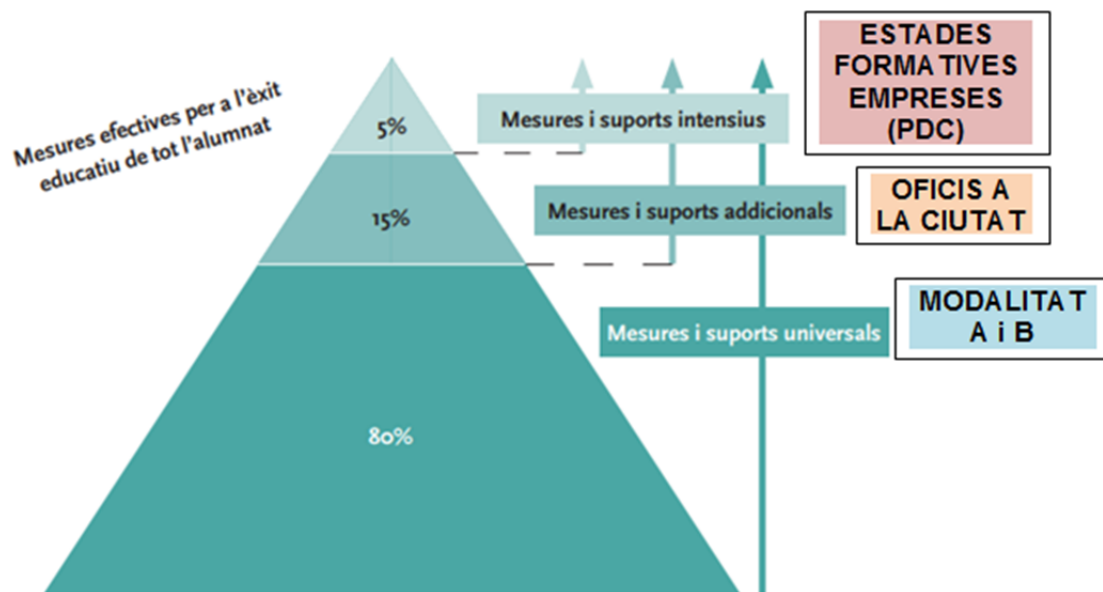 Mesures efectives per a l'èxit
educatiu de tot l'alumnat
5%
15%
80%
Mesures i suports intensius
Mesures i suports addicionals
Mesures i suports universals
ESTADES
FORMATIVES
EMPRESES
(PDC)
OFICIS A
LA CIUTAT
MODALITAT
A i B